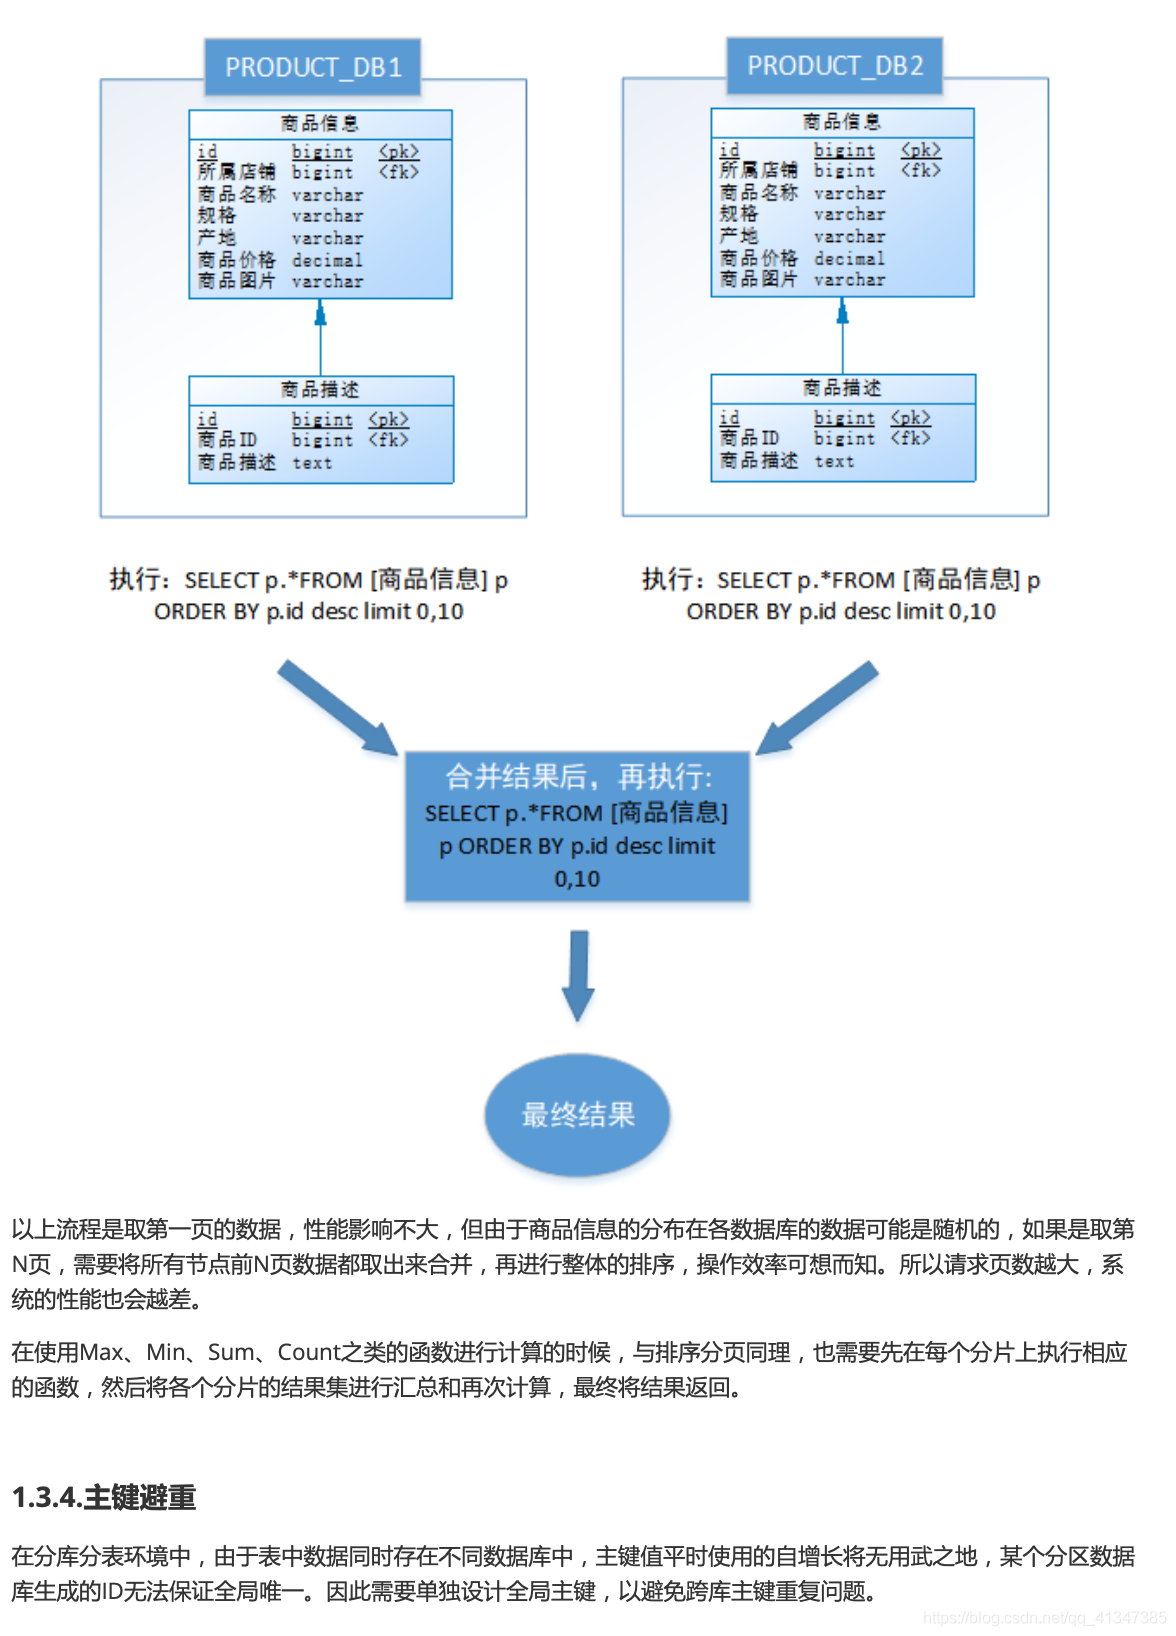 PRODUCT_DB1
商品信息
id bigint <pk>
所属店铺 bigint <fk>
商品名称 varchar
规格 varchar
产地 varchar
商品价格 decimal
商品图片 varchar
商品描述
id bigint <pk>
商品ID bigint <fk>
商品描述 text
执行：SELECT p.*FROM [商品信息] p
ORDER BY p.id desc limit 0,10
PRODUCT_DB2
商品信息
id bigint <pk>
所属店铺 bigint <fk>
商品名称 varchar
规格 varchar
产地 varchar
商品价格 decimal
商品图片 varchar
商品描述
id bigint <pk>
商品ID bigint <fk>
商品描述 text
执行：SELECT p.*FROM [商品信息] p
ORDER BY p.id desc limit 0,10
合并结果后，再执行:
SELECT p.*FROM [商品信息]
p ORDER BY p.id desc limit
0,10
最终结果
以上流程是取第一页的数据，性能影响不大，但由于商品信息的分布在各数据库的数据可能是随机的，如果是取第
N页，需要将所有节点前N页数据都取出来合并，再进行整体的排序，操作效率可想而知。所以请求页数越大，系
统的性能也会越差。
在使用Max、Min、Sum、Count之类的函数进行计算的时候，与排序分页同理，也需要先在每个分片上执行相应
的函数，然后将各个分片的结果集进行汇总和再次计算，最终将结果返回。
1.3.4.主键避重
在分库分表环境中，由于表中数据同时存在不同数据库中，主键值平时使用的自增长将无用武之地，某个分区数据
库生成的ID无法保证全局唯一。因此需要单独设计全局主键，以避免跨库主键重复问题。
https://blog.csdn.net/qq_41347385